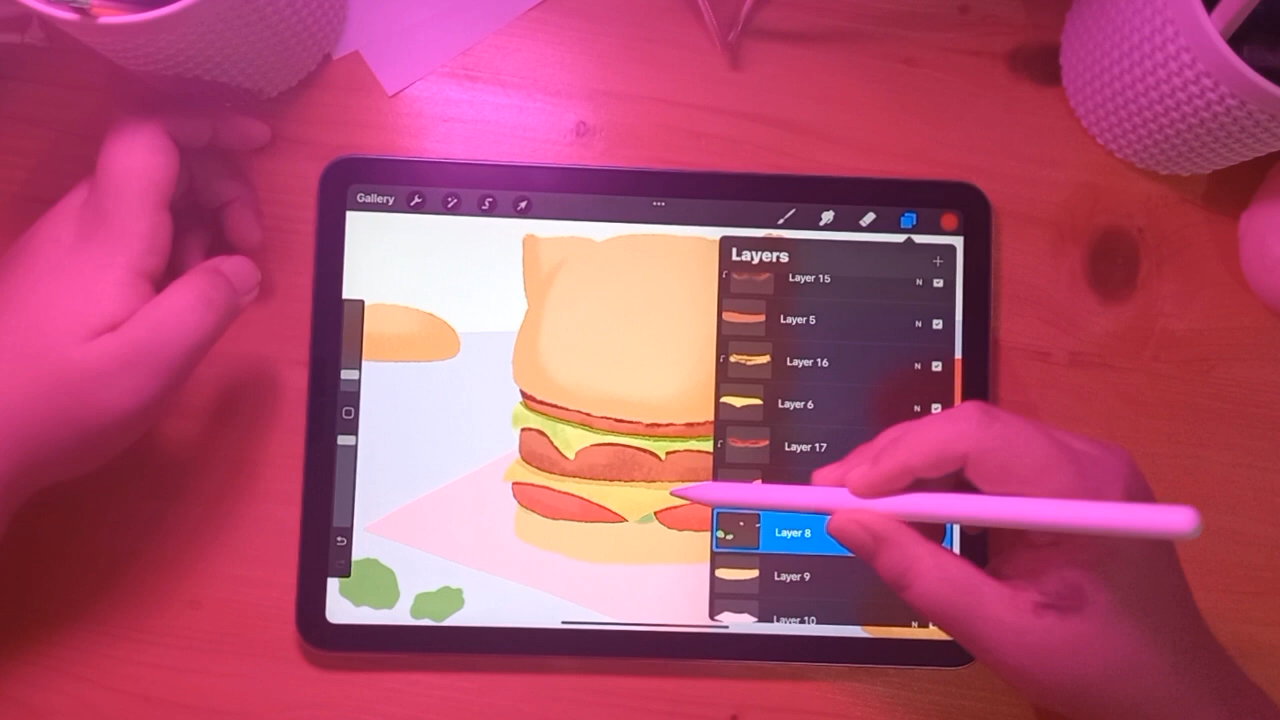 Gallery
Layers
Layer 15
N
Layer 5
N
Layer 16
N
Layer 6
N
Layer 17
Layer 8
Layer 9
Layer 10
N